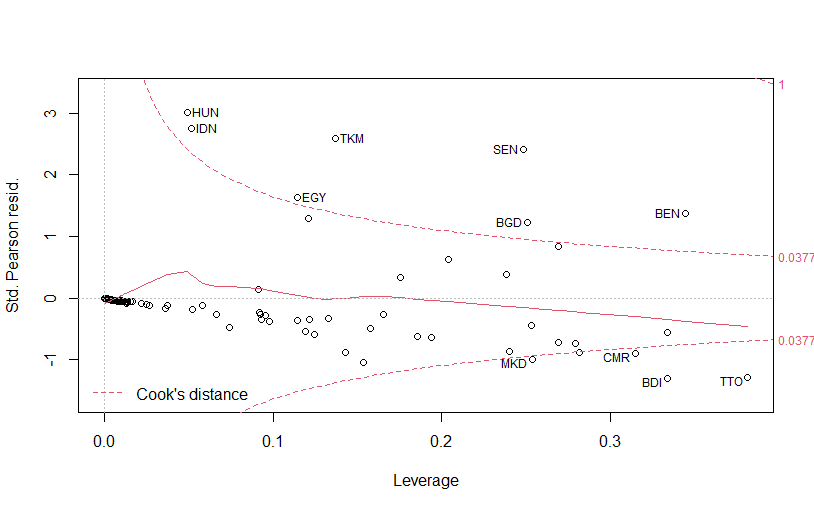 1
3
HUN
IDN
TKM
SEN
2
EGY
BEN
BGD
1
0.0377
0
0.0377
-1
MKD
CMR
BDI
TTO
Cook's distance
Std. Pearson resid.
0.0 0.1 0.2 0.3
Leverage